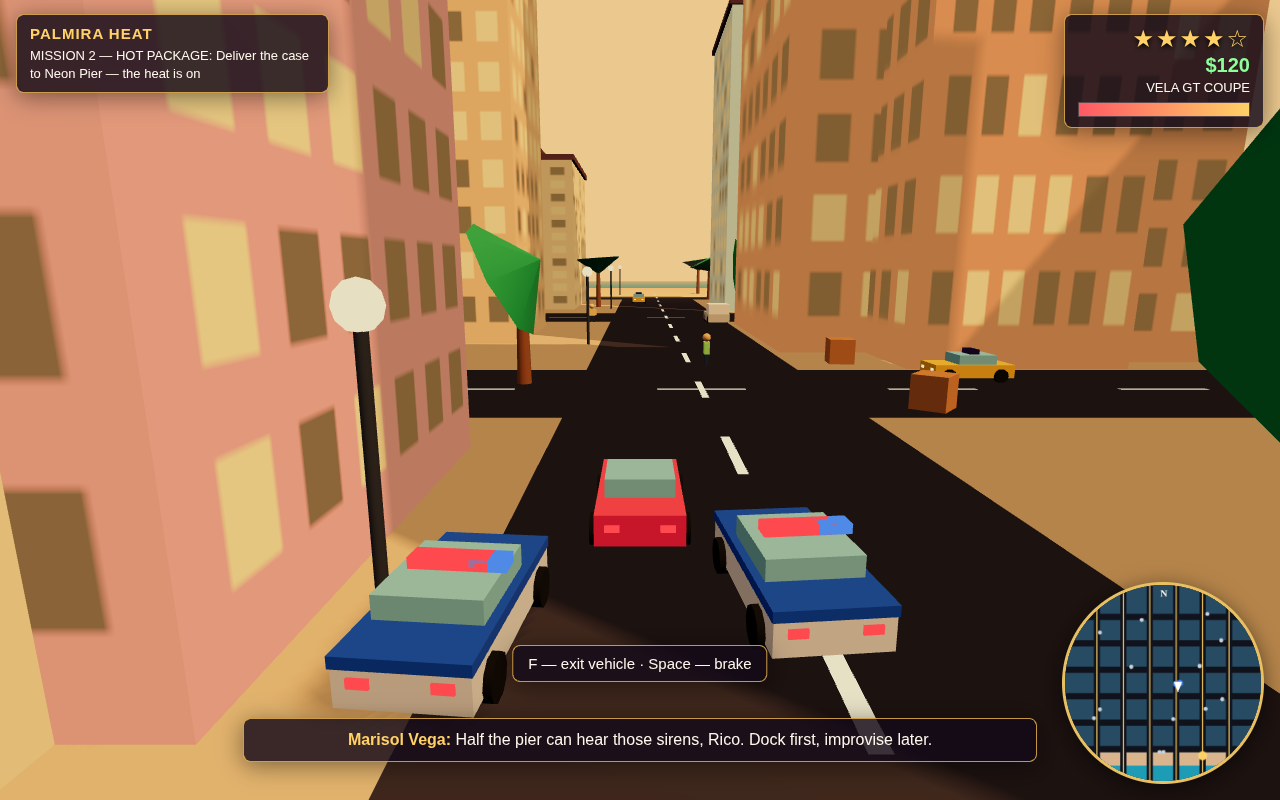 PALMIRA HEAT
MISSION 2 — HOT PACKAGE: Deliver the case
to Neon Pier — the heat is on
★★★★☆
$120
VELA GT COUPE
F — exit vehicle · Space — brake
Marisol Vega: Half the pier can hear those sirens, Rico. Dock first, improvise later.
N